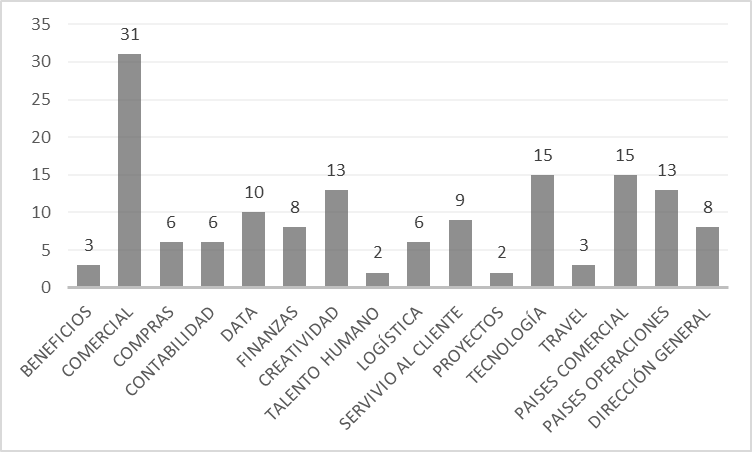 35
30
25
20
15
10
5
0
3
31
6
6
10
8
13
2
6
9
2
15
3
15
13
8
BENEFICIOS
COMERCIAL
COMPRAS
CONTABILIDAD
DATA
FINANZAS
CREATIVIDAD
TALENTO HUMANO
LOGÍSTICA
SERVIVIO AL CLIENTE
PROYECTOS
TECNOLOGÍA
TRAVEL
PAISES COMERCIAL
PAISES OPERACIONES
DIRECCIÓN GENERAL